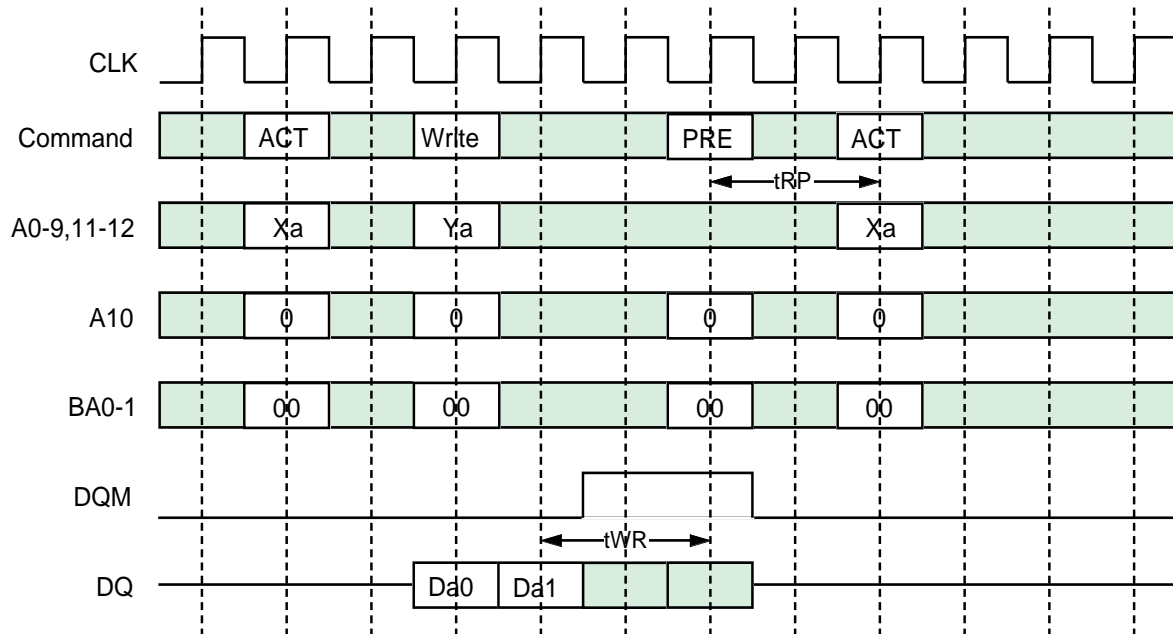 CLK
Command ACT Write PRE ACT
tRP
A0-9,11-12 Xa Ya Xa
A10 0 0 0 0
BA0-1 00 00 00 00
DQM
tWR
DQ Da0 Da1